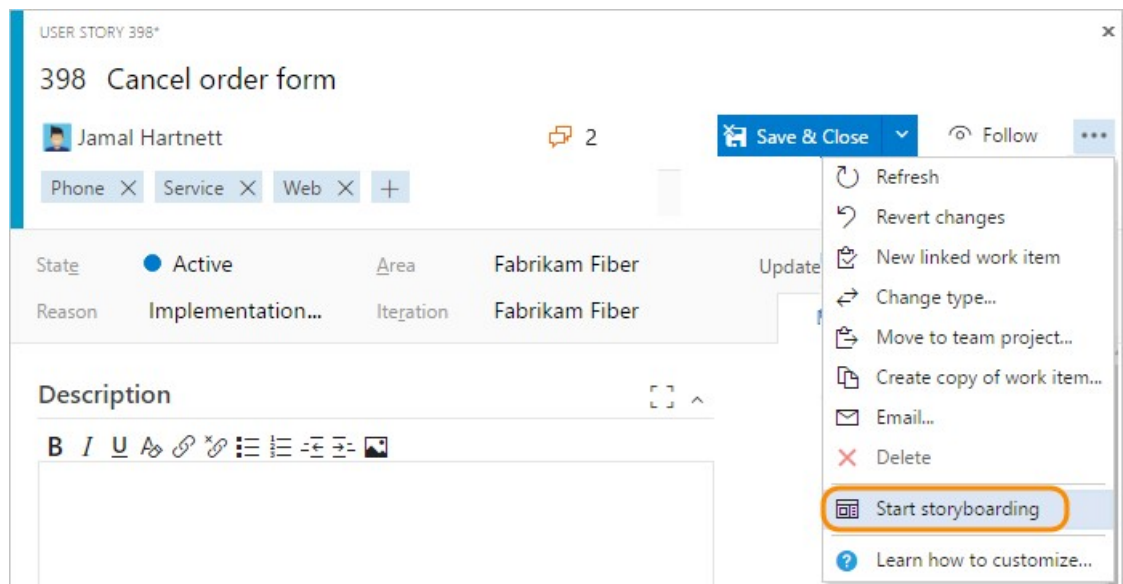 USER STORY 398*
398 Cancel order form
Jamal Hartnett
2
Save & Close
Follow
Phone
Service
Web
Refresh
Revert changes
New linked work item
Change type...
Move to team project...
Create copy of work item...
Email...
Delete
Start storyboarding
Learn how to customize...
State Active Area Fabrikam Fiber Update
Reason Implementation... Iteration Fabrikam Fiber
Description
B I U